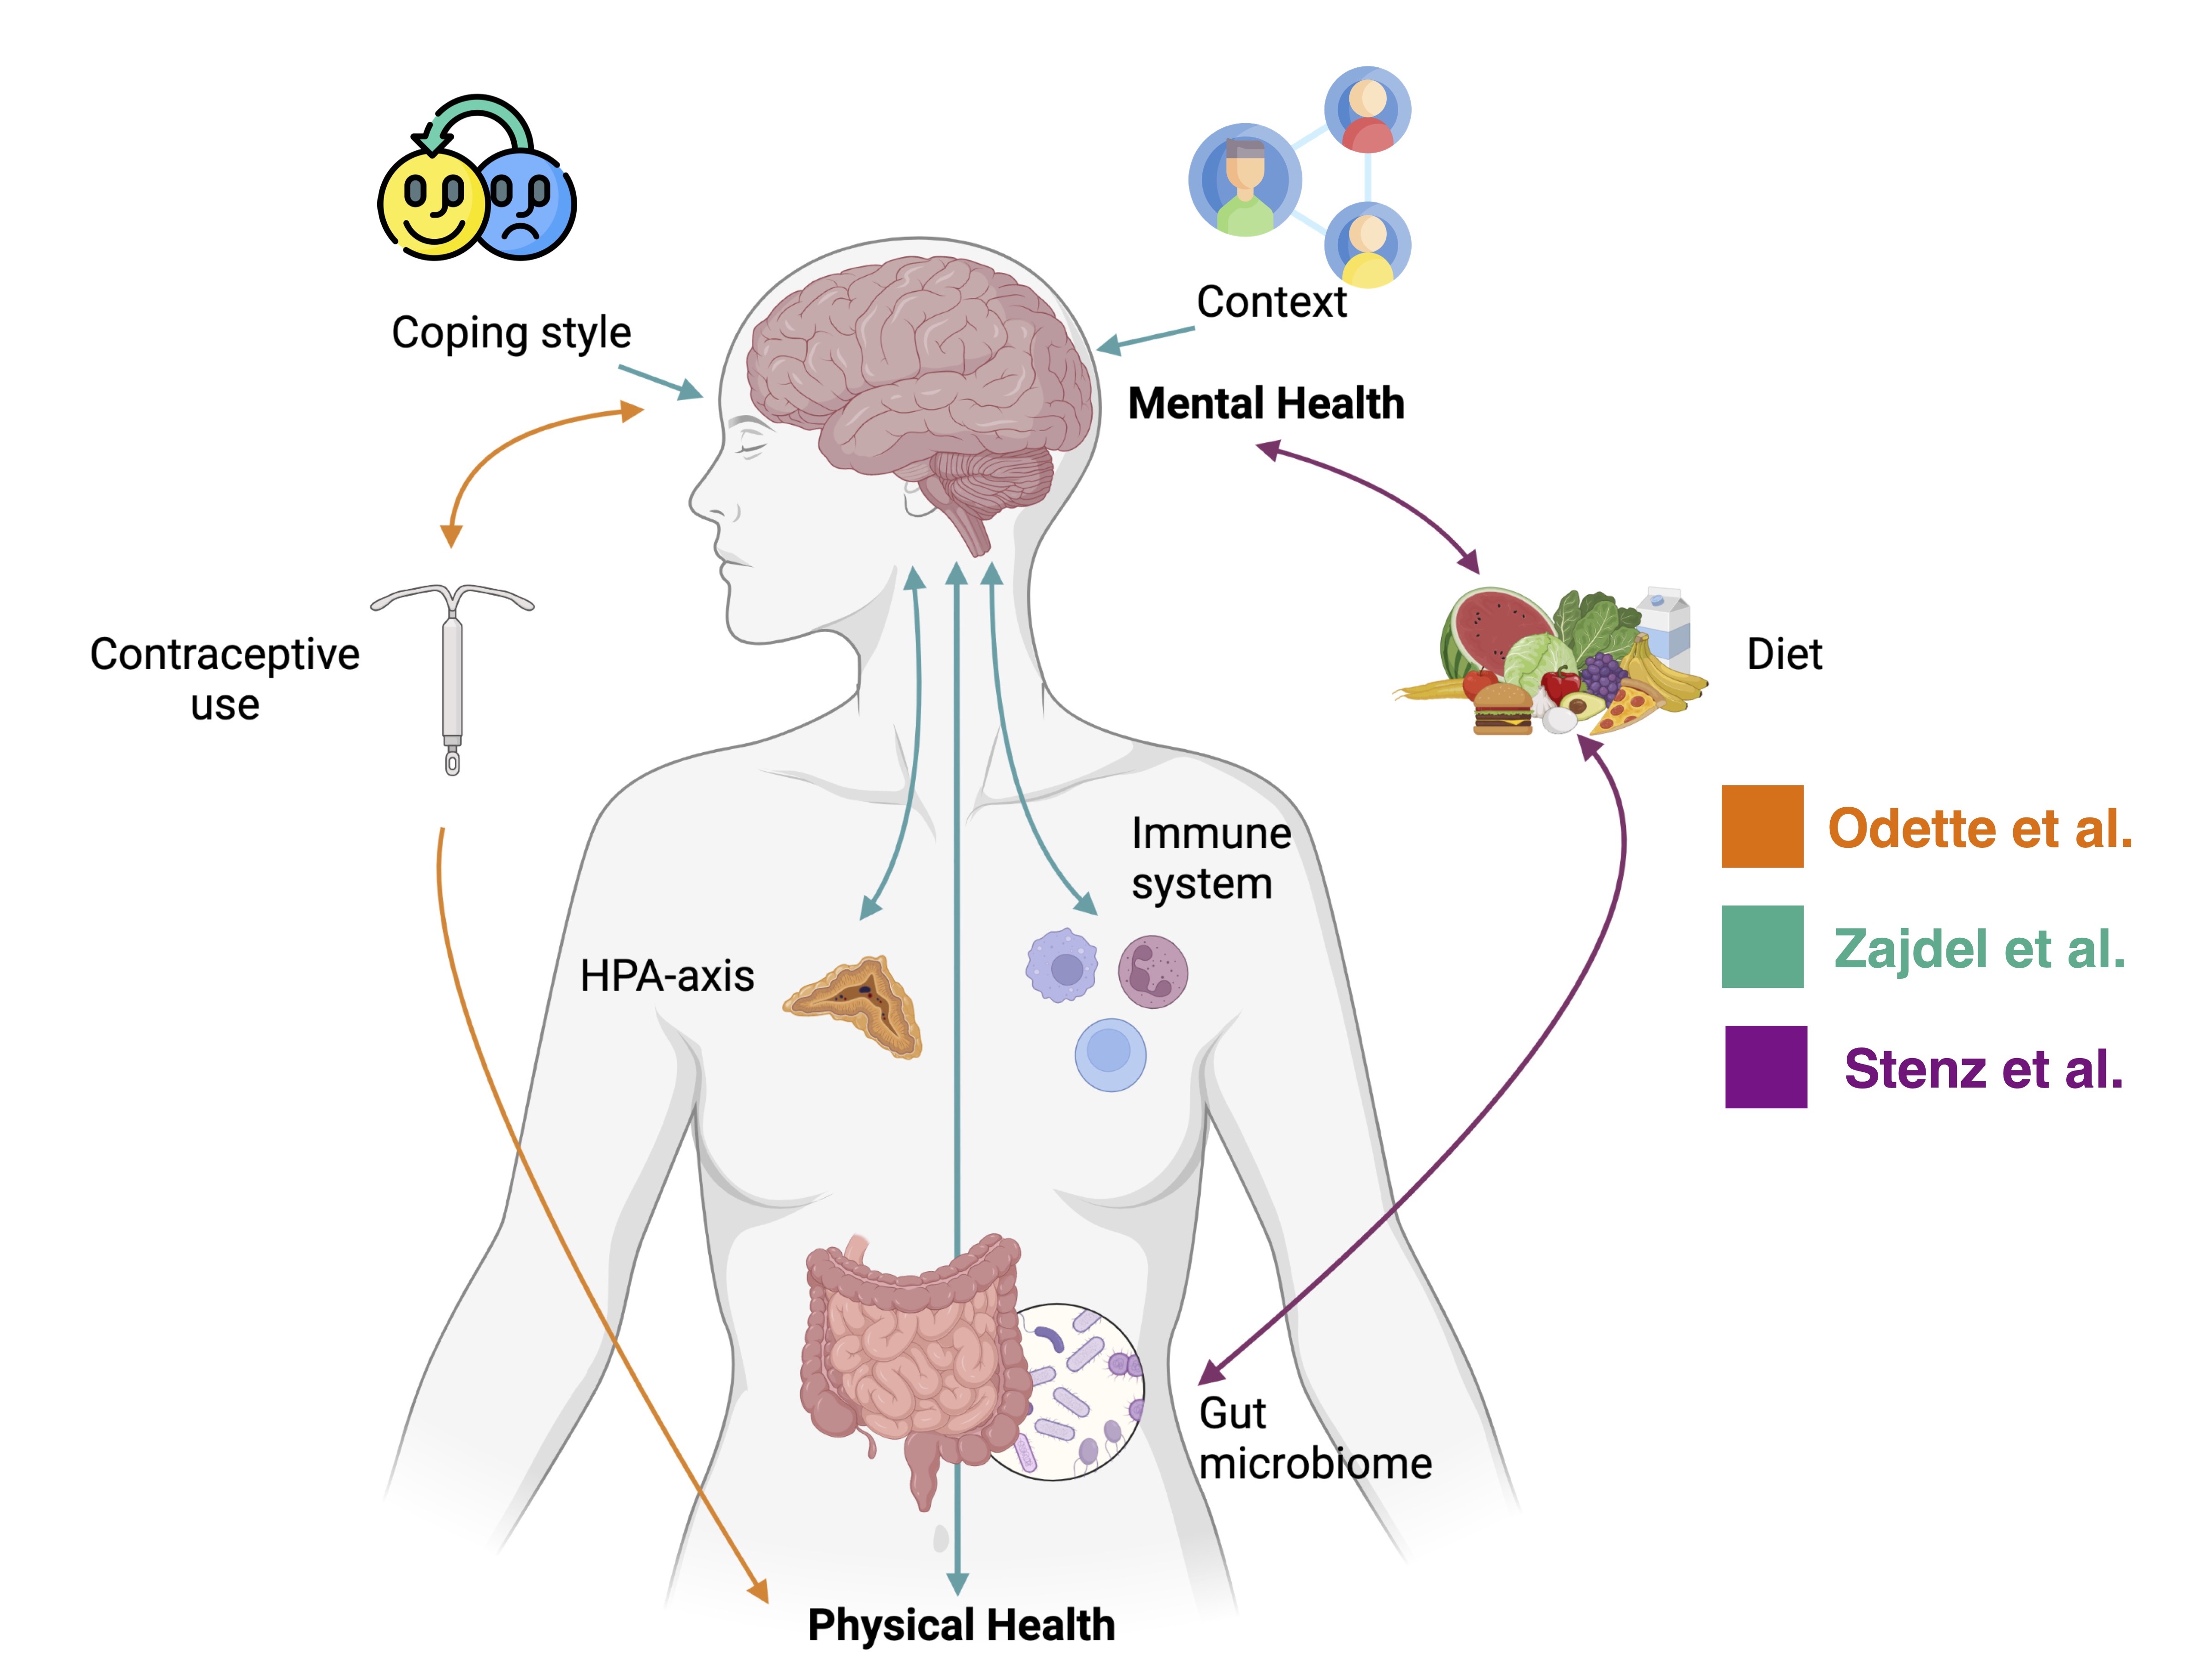 Context
Coping style
Mental Health
Contraceptive
use
Diet
Immune
system
Odette et al.
Zajdel et al.
HPA-axis
Stenz et al.
Gut
microbiome
Physical Health